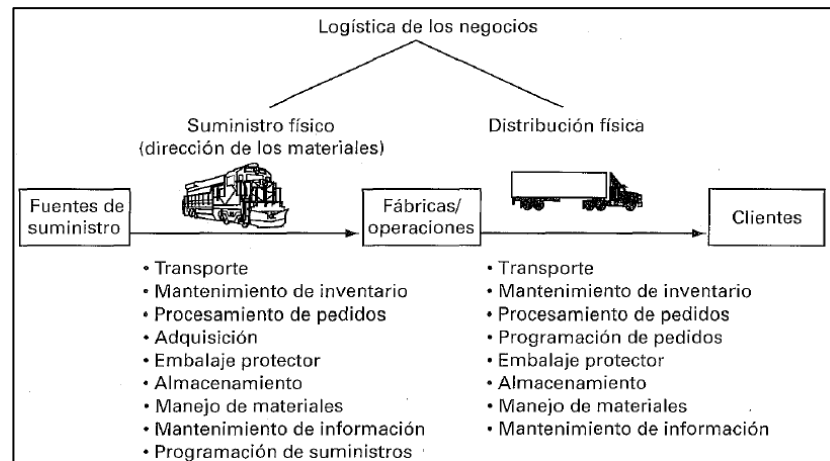 Logística de los negocios
Suministro físico
(dirección de los materiales)
Distribución física
Fuentes de
suministro
Fábricas/
operaciones
Clientes
• Transporte
• Mantenimiento de inventario
• Procesamiento de pedidos
• Adquisición
• Embalaje protector
• Almacenamiento
• Manejo de materiales
• Mantenimiento de información
• Programación de suministros
• Transporte
• Mantenimiento de inventario
• Procesamiento de pedidos
• Programación de pedidos
• Embalaje protector
• Almacenamiento
• Manejo de materiales
• Mantenimiento de información